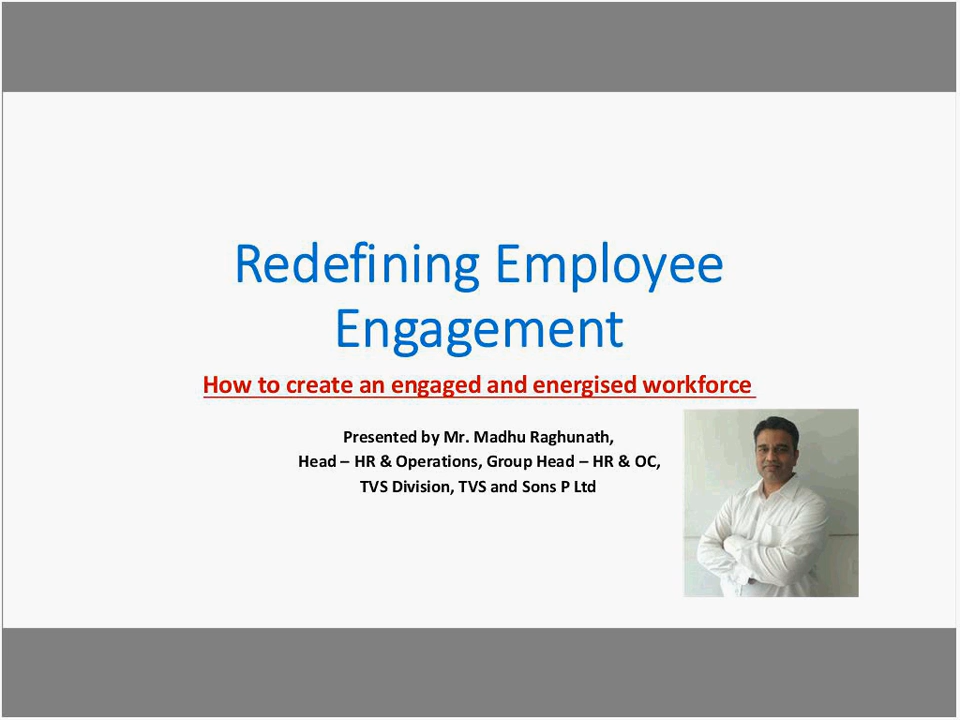 Redefining Employee
Engagement
How to create an engaged and energised workforce
Presented by Mr. Madhu Raghunath,
Head – HR & Operations, Group Head – HR & OC,
TVS Division, TVS and Sons P Ltd